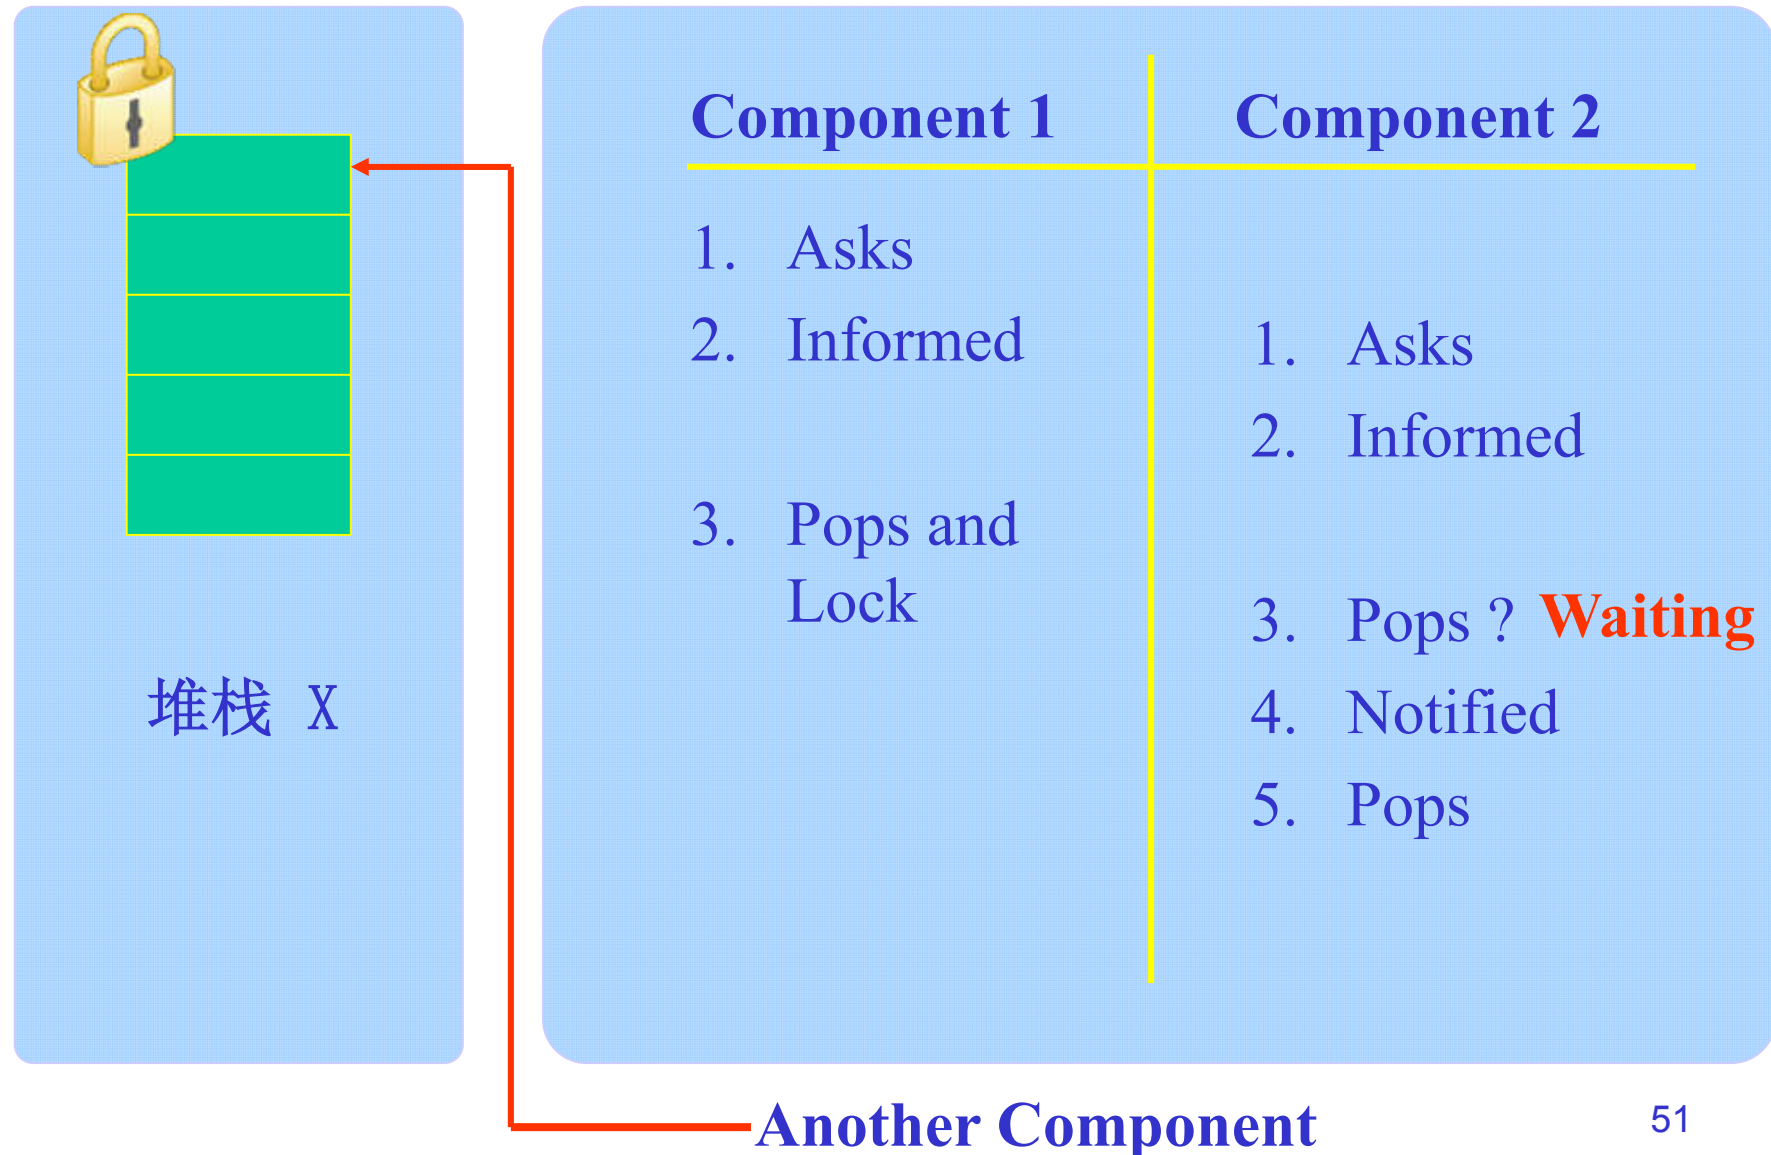 堆栈 X
Component 1
1. Asks
2. Informed
3. Pops and
Lock
Component 2
1. Asks
2. Informed
3. Pops ? Waiting
4. Notified
5. Pops
Another Component
51